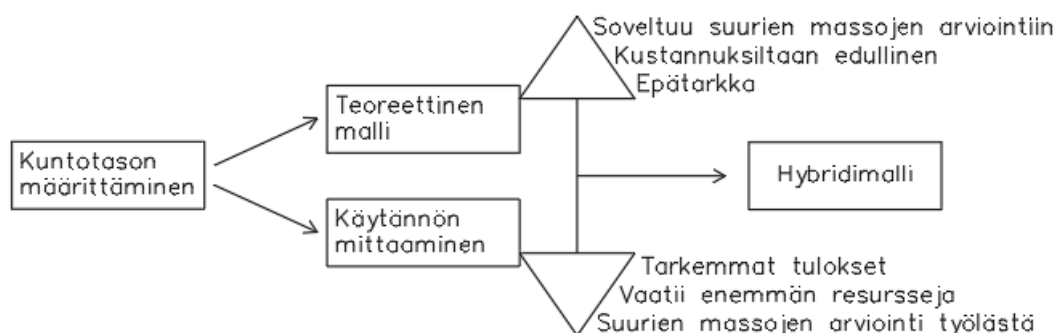 Soveltuu suurien massojen arviointiin
Kustannuksiltaan edullinen
Epätarkka
Teoreettinen
malli
Kuntotason
määrittäminen
Hybridimalli
Käytännön
mittaaminen
Tarkemmat tulokset
Vaatii enemmän resursseja
Suurien massojen arviointi työlästä